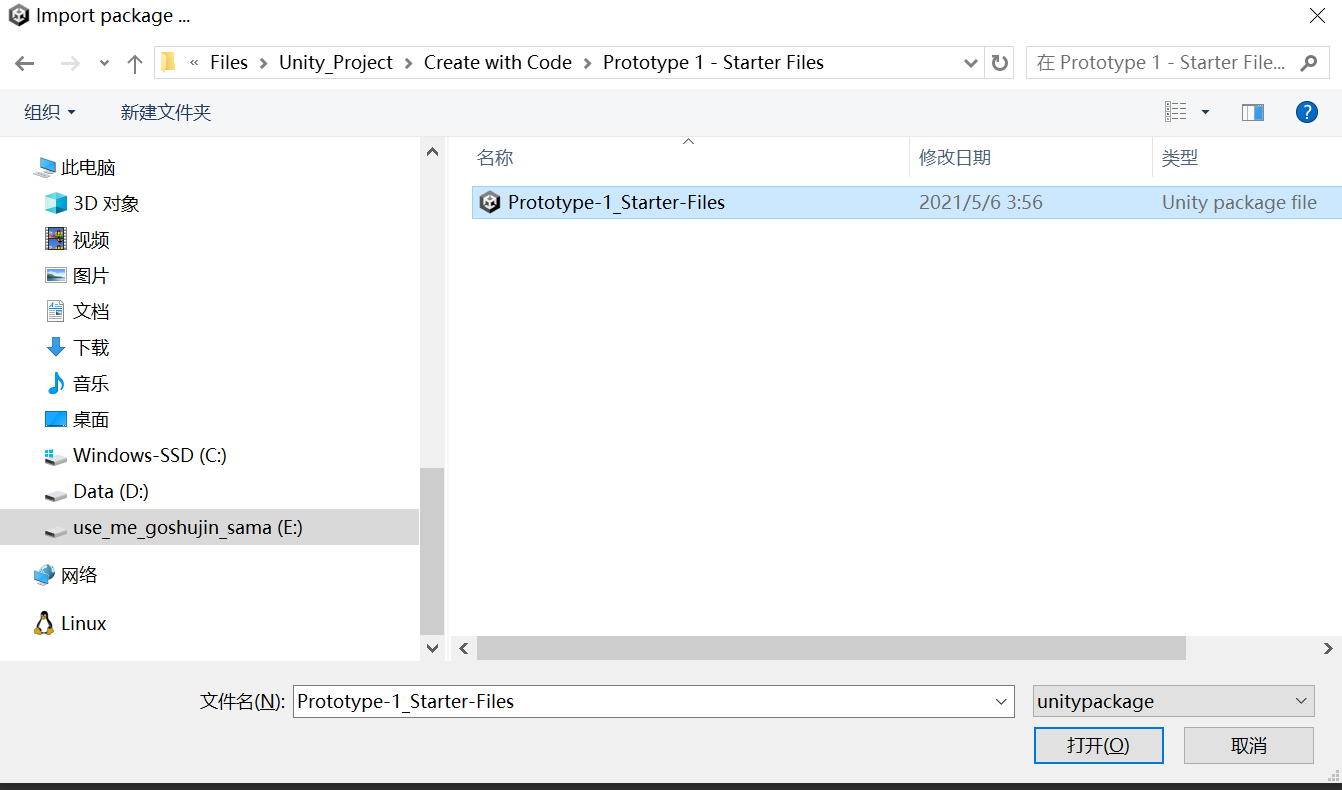 Import package ...
« Files > Unity_Project > Create with Code > Prototype 1 - Starter Files
在 Prototype 1 - Starter File...
组织
新建文件夹
名称
修改日期
类型
此电脑
3D 对象
视频
图片
文档
下载
音乐
桌面
Windows-SSD (C:)
Data (D:)
use_me_goshujin_sama (E:)
网络
Linux
Prototype-1_Starter-Files 2021/5/6 3:56 Unity package file
文件名(N): Prototype-1_Starter-Files
unitypackage
打开(O)
取消